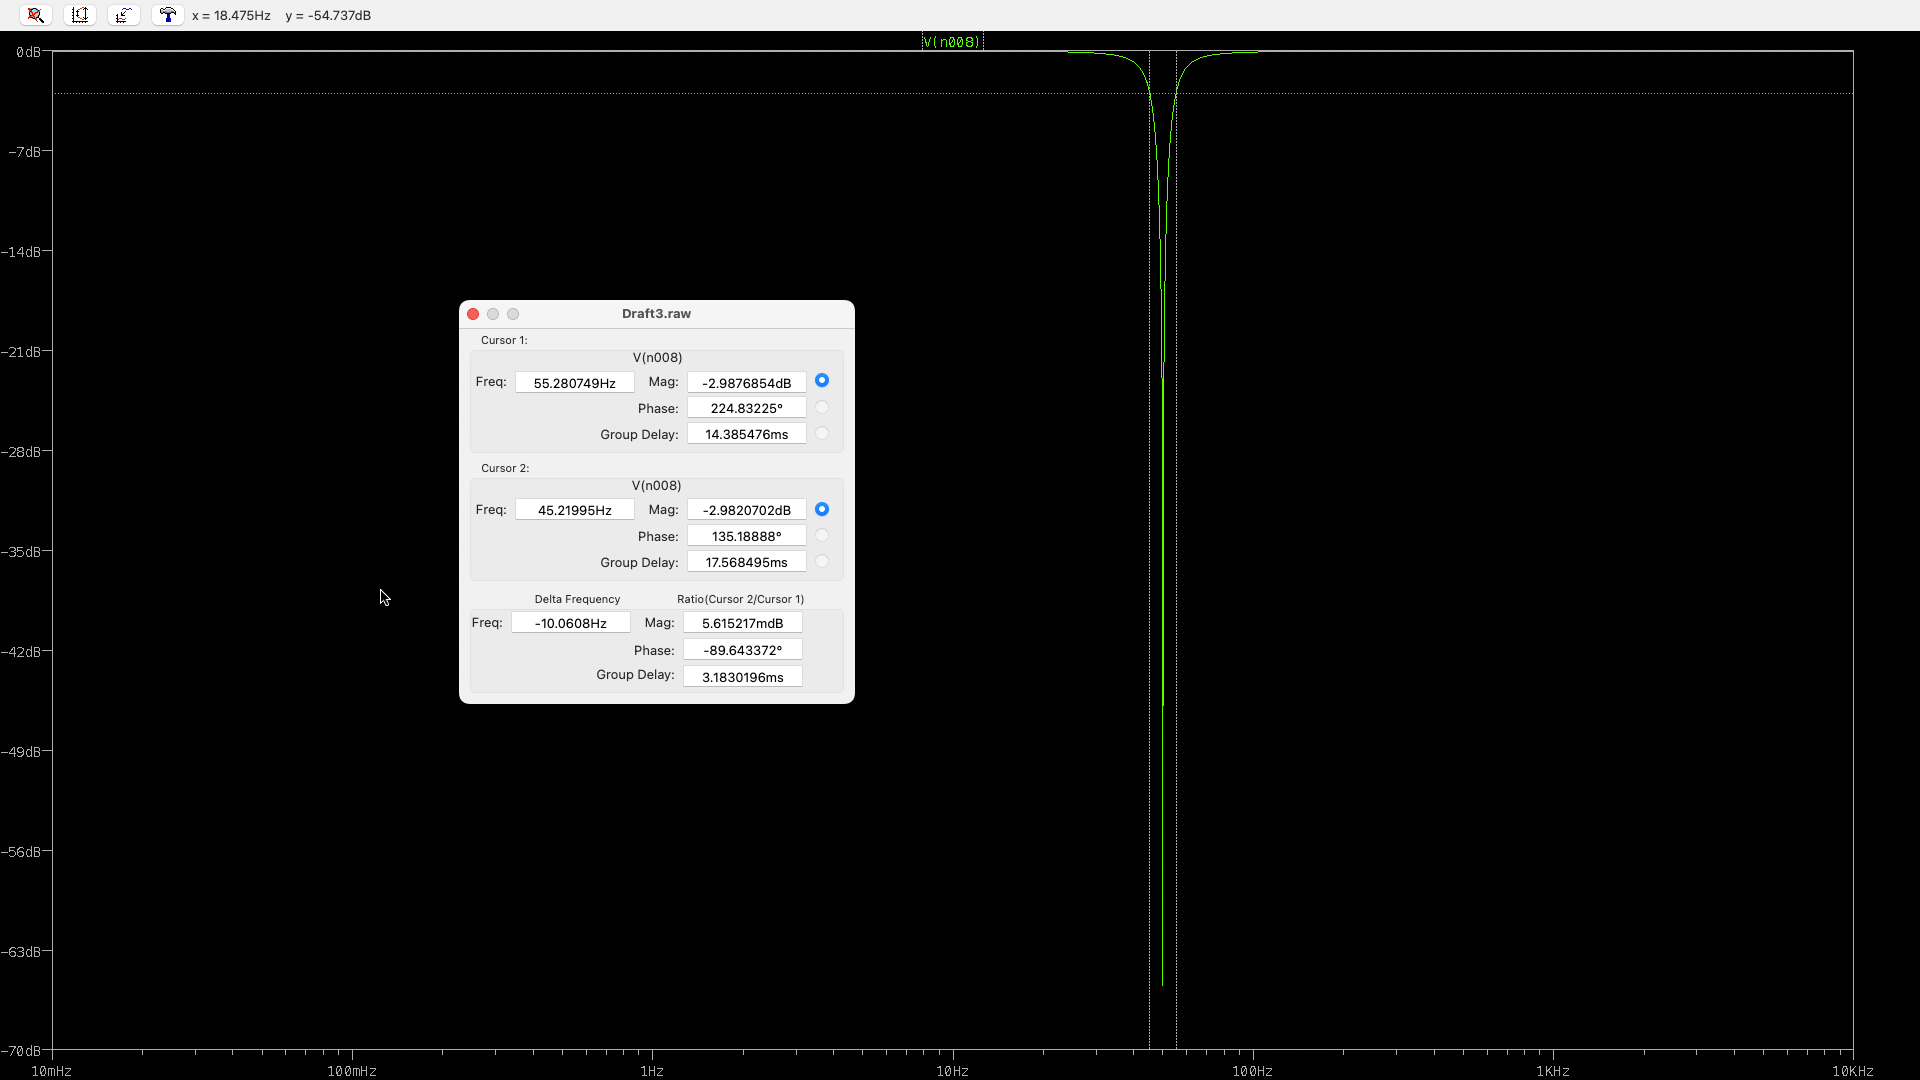 x = 18.475Hz y = -54.737dB
V(n008)
0dB
-7dB
-14dB
-21dB
-28dB
-35dB
-42dB
-49dB
-56dB
-63dB
-70dB
10mHz 100mHz 1Hz 10Hz 100Hz 1KHz 10KHz
Draft3.raw
Cursor 1:
V(n008)
Freq: 55.280749Hz Mag: -2.9876854dB
Phase: 224.83225°
Group Delay: 14.385476ms
Cursor 2:
V(n008)
Freq: 45.21995Hz Mag: -2.9820702dB
Phase: 135.18888°
Group Delay: 17.568495ms
Delta Frequency Ratio(Cursor 2/Cursor 1)
Freq: -10.0608Hz Mag: 5.615217mdB
Phase: -89.643372°
Group Delay: 3.1830196ms